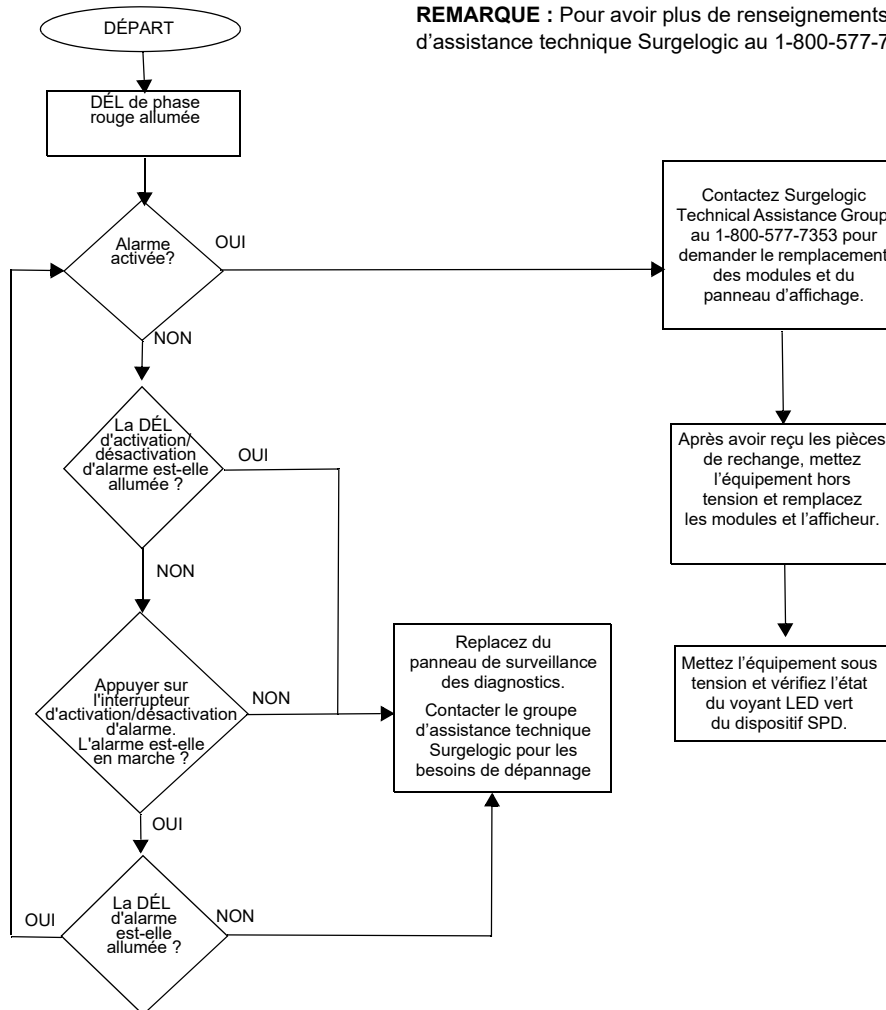 REMARQUE : Pour avoir plus de renseignements
d’assistance technique Surgelogic au 1-800-577-7
DÉPART
DÉL de phase
rouge allumée
Alarme
activée?
OUI
NON
Contactez Surgelogic
Technical Assistance Group
au 1-800-577-7353 pour
demander le remplacement
des modules et du
panneau d’affichage.
La DÉL
d'activation/
désactivation
d'alarme est-elle
allumée ?
OUI
NON
Après avoir reçu les pièces
de rechange, mettez
l’équipement hors
tension et remplacez
les modules et l’afficheur.
Appuyer sur
l'interrupteur
d'activation/désactivation
d'alarme.
L'alarme est-elle
en marche ?
NON
OUI
Replacez du
panneau de surveillance
des diagnostics.
Contacter le groupe
d’assistance technique
Surgelogic pour les
besoins de dépannage
Mettez l’équipement sous
tension et vérifiez l’état
du voyant LED vert
du dispositif SPD.
La DÉL
d'alarme
est-elle
allumée ?
OUI
NON